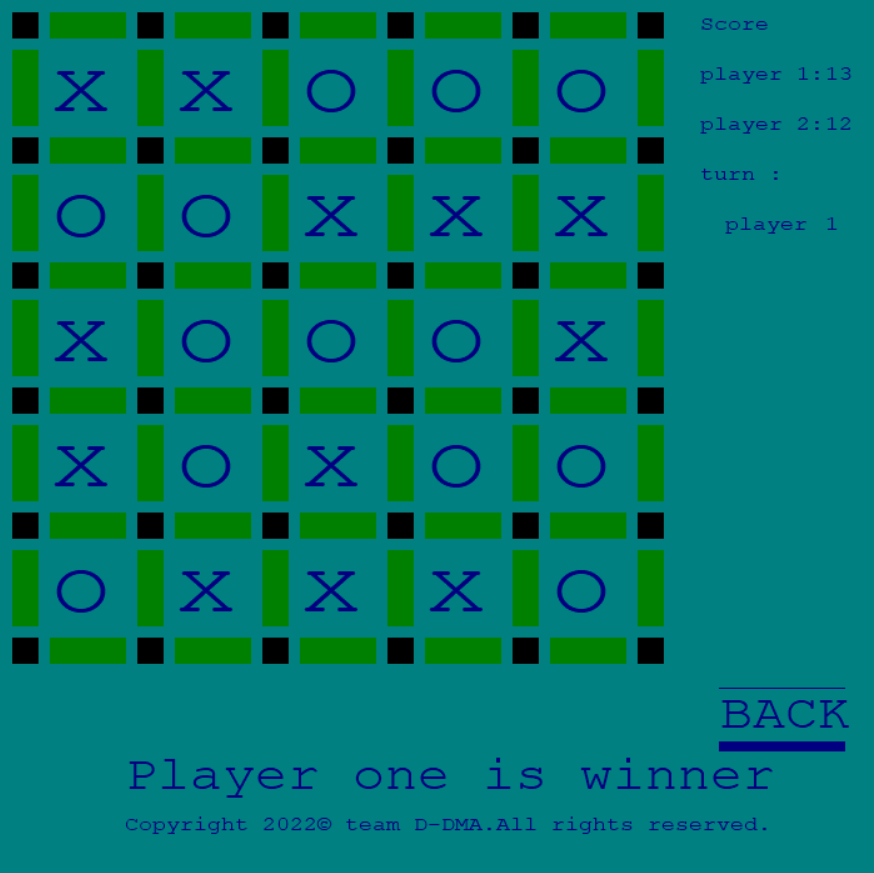 X X O O O
O O X X X
X O O O X
X O X O O
O X X X O
Score
player 1:13
player 2:12
turn :
player 1
BACK
Player one is winner
Copyright 2022© team D-DMA.All rights reserved.